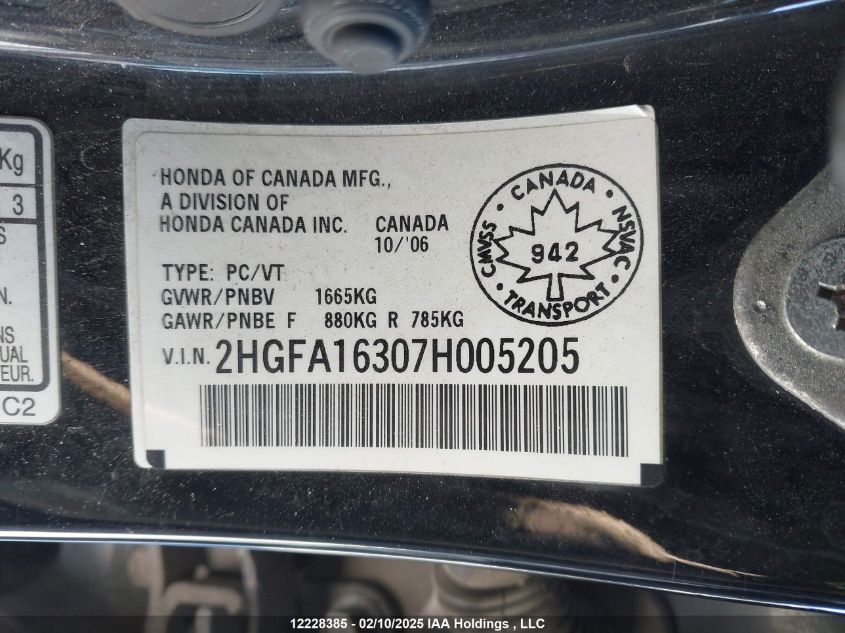 Kg
3
S
N.
NS
UAL
TEUR.
C2
HONDA OF CANADA MFG.,
A DIVISION OF
HONDA CANADA INC. CANADA
10/'06
TYPE: PC/VT
GVWR/PNBV 1665KG
GAWR/PNBE F 880KG R 785KG
V.I.N. 2HGFA16307H005205
CANADA
CMVSS
NSVAC
942
TRANSPORT
12228385 - 02/10/2025 IAA Holdings , LLC